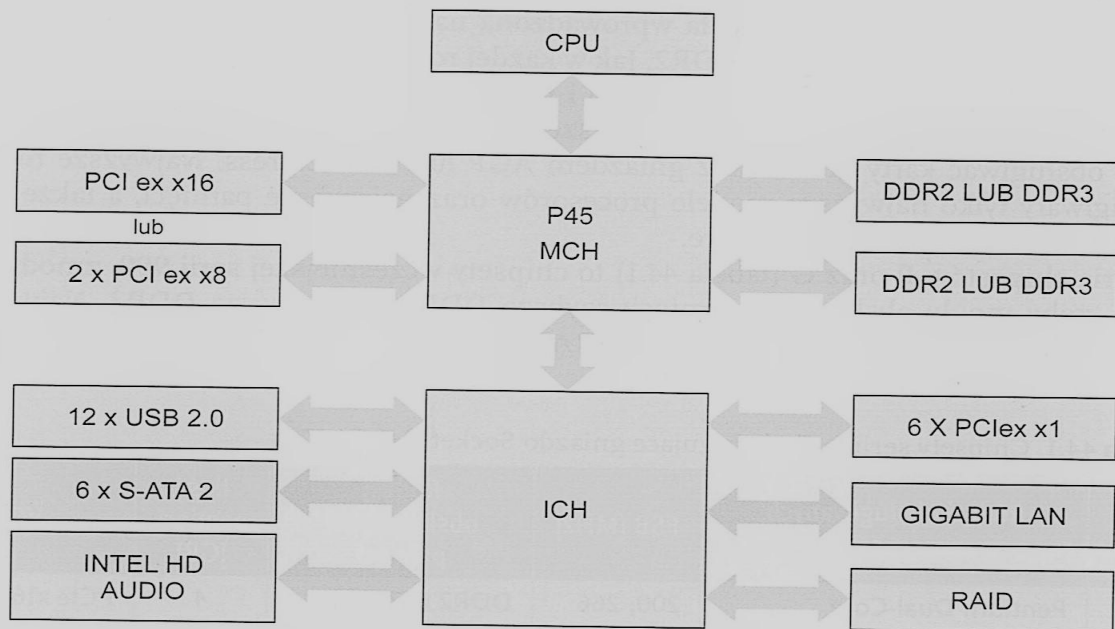 CPU
PCI ex x16
lub
2 x PCI ex x8
P45
MCH
DDR2 LUB DDR3
DDR2 LUB DDR3
12 x USB 2.0
6 x S-ATA 2
INTEL HD
AUDIO
ICH
6 X PCIex x1
GIGABIT LAN
RAID